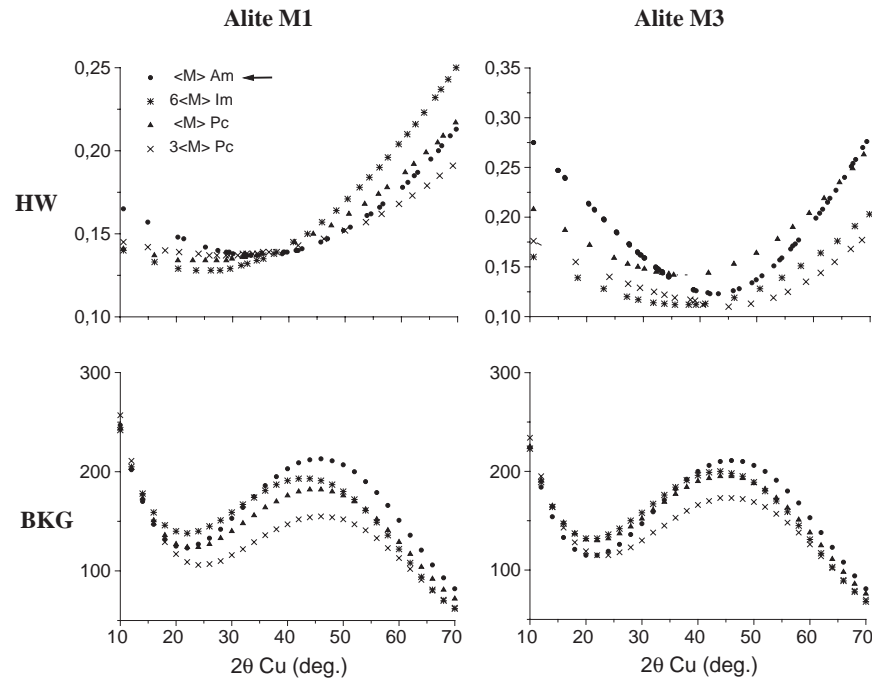 Alite M1
Alite M3
HW
0,25
0,20
0,15
0,10
<M> Am
6<M> Im
<M> Pc
3<M> Pc
0,35
0,30
0,25
0,20
0,15
0,10
BKG
300
200
100
10 20 30 40 50 60 70
2θ Cu (deg.)
300
200
100
10 20 30 40 50 60 70
2θ Cu (deg.)